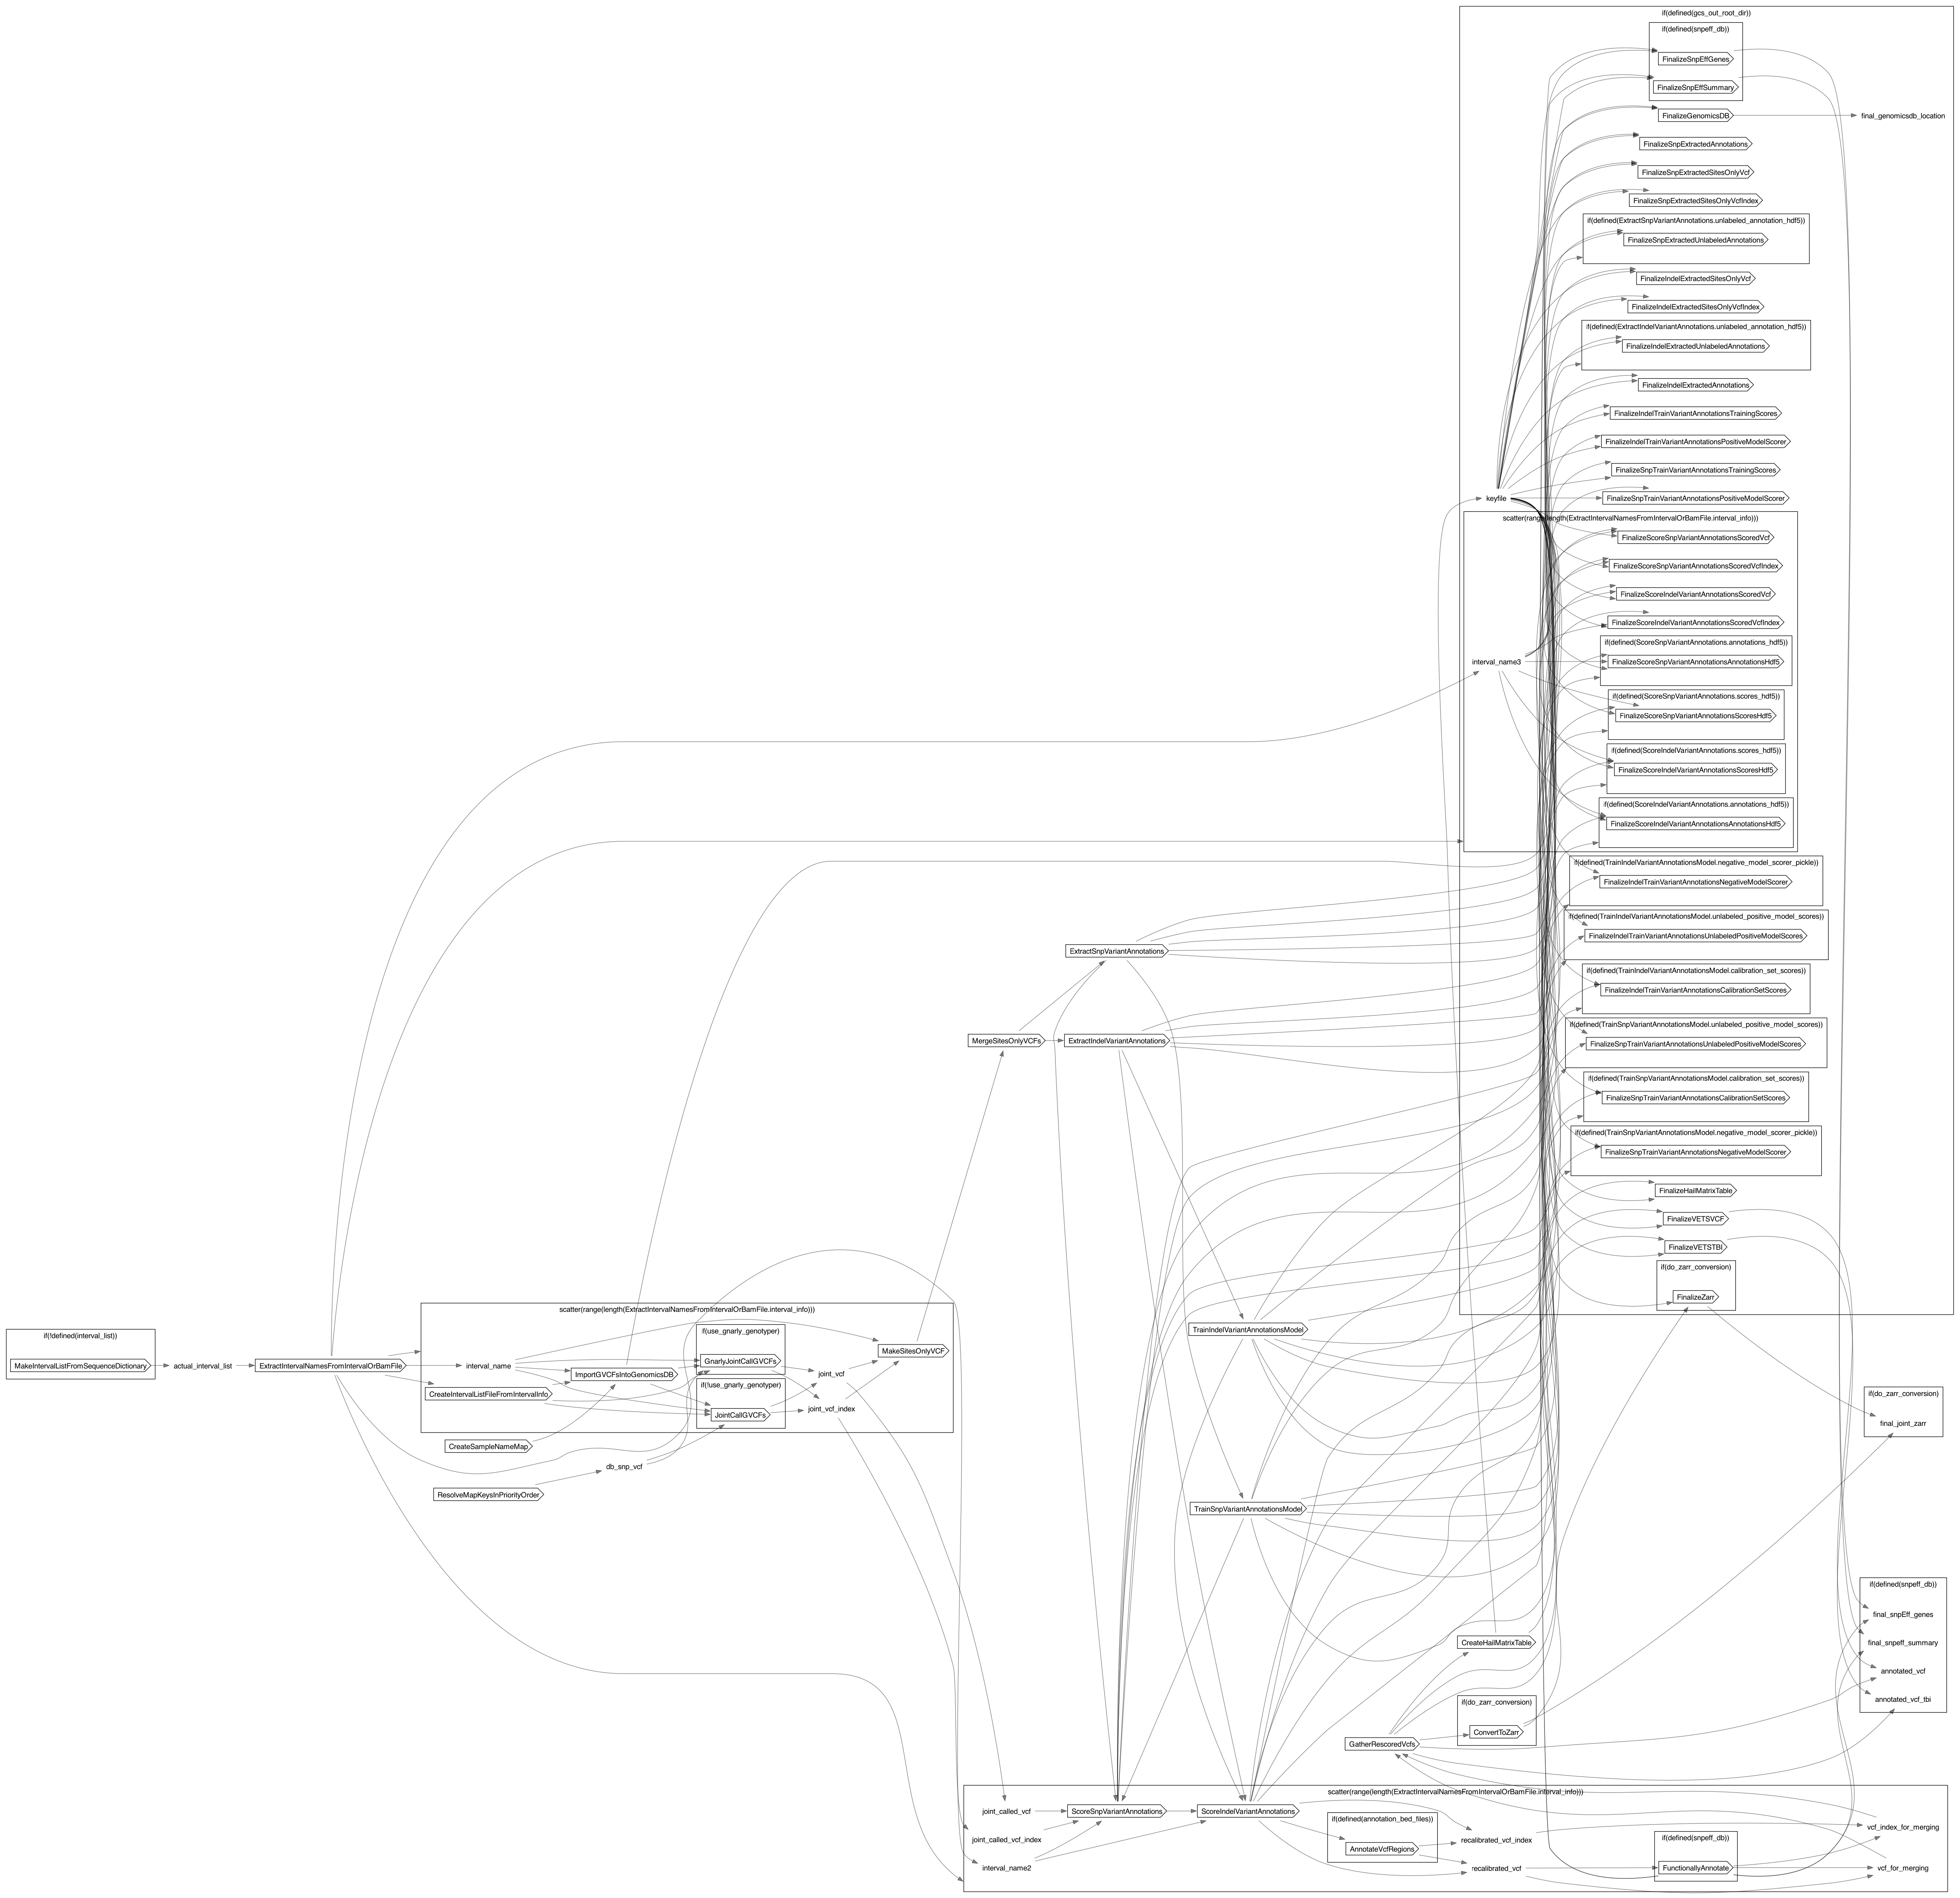 if(defined(gcs_out_root_dir))
if(defined(snpeff_db))
FinalizeSnpEffGenes
FinalizeSnpEffSummary
FinalizeGenomicsDB
final_genomicsdb_location
FinalizeSnpExtractedAnnotations
FinalizeSnpExtractedSitesOnlyVcf
FinalizeSnpExtractedSitesOnlyVcfIndex
if(defined(ExtractSnpVariantAnnotations.unlabeled_annotation_hdf5))
FinalizeSnpExtractedUnlabeledAnnotations
FinalizeIndelExtractedSitesOnlyVcf
FinalizeIndelExtractedSitesOnlyVcfIndex
if(defined(ExtractIndelVariantAnnotations.unlabeled_annotation_hdf5))
FinalizeIndelExtractedUnlabeledAnnotations
FinalizeIndelExtractedAnnotations
FinalizeIndelTrainVariantAnnotationsTrainingScores
FinalizeIndelTrainVariantAnnotationsPositiveModelScorer
FinalizeSnpTrainVariantAnnotationsTrainingScores
keyfile
FinalizeSnpTrainVariantAnnotationsPositiveModelScorer
scatter(range(length(ExtractIntervalNamesFromIntervalOrBamFile.interval_info)))
FinalizeScoreSnpVariantAnnotationsScoredVcf
FinalizeScoreSnpVariantAnnotationsScoredVcfIndex
FinalizeScoreIndelVariantAnnotationsScoredVcf
FinalizeScoreIndelVariantAnnotationsScoredVcfIndex
if(defined(ScoreSnpVariantAnnotations.annotations_hdf5))
interval_name3
FinalizeScoreSnpVariantAnnotationsAnnotationsHdf5
if(defined(ScoreSnpVariantAnnotations.scores_hdf5))
FinalizeScoreSnpVariantAnnotationsScoresHdf5
if(defined(ScoreIndelVariantAnnotations.scores_hdf5))
FinalizeScoreIndelVariantAnnotationsScoresHdf5
if(defined(ScoreIndelVariantAnnotations.annotations_hdf5))
FinalizeScoreIndelVariantAnnotationsAnnotationsHdf5
if(defined(TrainIndelVariantAnnotationsModel.negative_model_scorer_pickle))
FinalizeIndelTrainVariantAnnotationsNegativeModelScorer
if(defined(TrainIndelVariantAnnotationsModel.unlabeled_positive_model_scores))
FinalizeIndelTrainVariantAnnotationsUnlabeledPositiveModelScores
ExtractSnpVariantAnnotations
if(defined(TrainIndelVariantAnnotationsModel.calibration_set_scores))
FinalizeIndelTrainVariantAnnotationsCalibrationSetScores
if(defined(TrainSnpVariantAnnotationsModel.unlabeled_positive_model_scores))
MergeSitesOnlyVCFs
ExtractIndelVariantAnnotations
FinalizeSnpTrainVariantAnnotationsUnlabeledPositiveModelScores
if(defined(TrainSnpVariantAnnotationsModel.calibration_set_scores))
FinalizeSnpTrainVariantAnnotationsCalibrationSetScores
if(defined(TrainSnpVariantAnnotationsModel.negative_model_scorer_pickle))
FinalizeSnpTrainVariantAnnotationsNegativeModelScorer
FinalizeHailMatrixTable
FinalizeVETSVCF
FinalizeVETSTBI
if(do_zarr_conversion)
FinalizeZarr
scatter(range(length(ExtractIntervalNamesFromIntervalOrBamFile.interval_info)))
if(!defined(interval_list))
MakeIntervalListFromSequenceDictionary
actual_interval_list
ExtractIntervalNamesFromIntervalOrBamFile
interval_name
if(use_gnarly_genotyper)
GnarlyJointCallGVCFs
MakeSitesOnlyVCF
TrainIndelVariantAnnotationsModel
ImportGVCFsIntoGenomicsDB
joint_vcf
if(!use_gnarly_genotyper)
CreateIntervalListFileFromIntervalInfo
JointCallGVCFs
joint_vcf_index
if(do_zarr_conversion)
final_joint_zarr
CreateSampleNameMap
db_snp_vcf
ResolveMapKeysInPriorityOrder
TrainSnpVariantAnnotationsModel
if(defined(snpeff_db))
final_snpEff_genes
CreateHailMatrixTable
final_snpeff_summary
annotated_vcf
annotated_vcf_tbi
if(do_zarr_conversion)
ConvertToZarr
GatherRescoredVcfs
scatter(range(length(ExtractIntervalNamesFromIntervalOrBamFile.interval_info)))
joint_called_vcf
ScoreSnpVariantAnnotations
ScoreIndelVariantAnnotations
if(defined(annotation_bed_files))
vcf_index_for_merging
joint_called_vcf_index
recalibrated_vcf_index
if(defined(snpeff_db))
AnnotateVcfRegions
interval_name2
recalibrated_vcf
FunctionallyAnnotate
vcf_for_merging